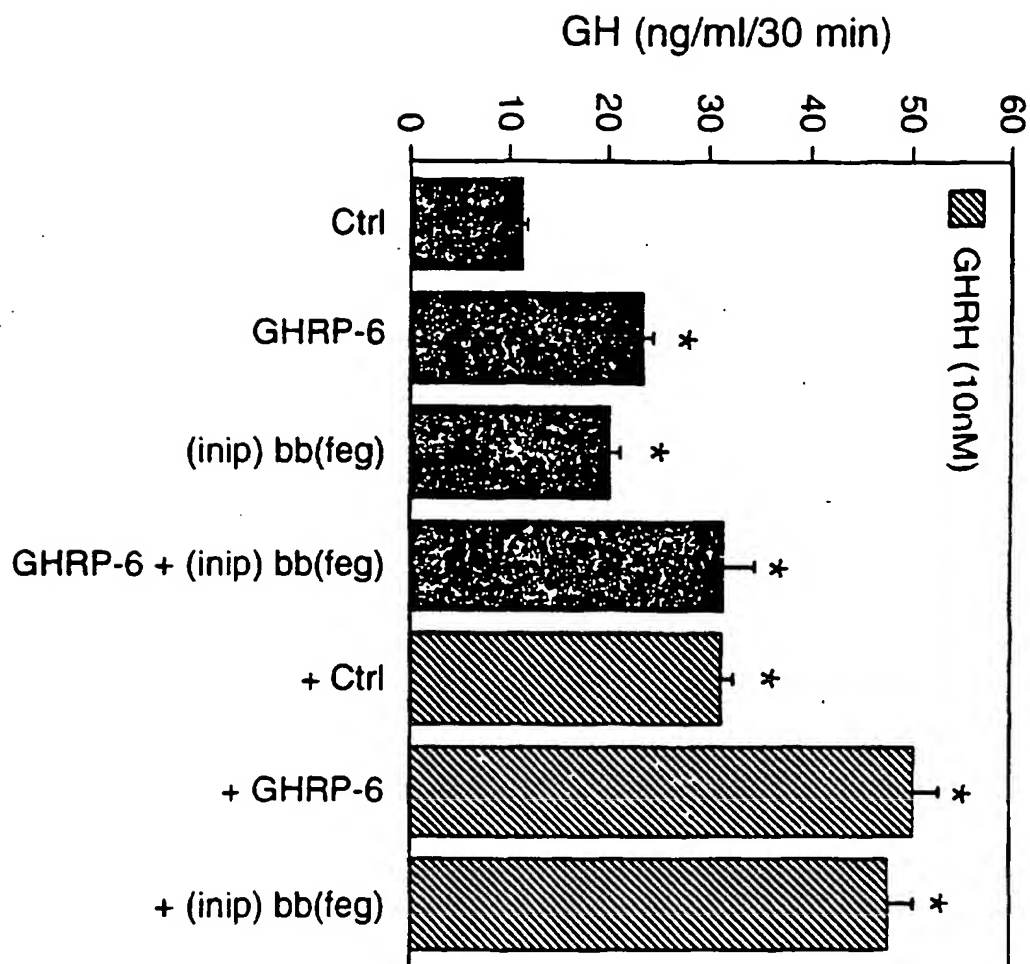 GH (ng/ml/30 min)
0
10
20
30
40
50
60
GHRH (10nM)
Ctrl
*
GHRP-6
*
(inip) bb(feg)
*
GHRP-6 + (inip) bb(feg)
*
+ Ctrl
*
+ GHRP-6
*
+ (inip) bb(feg)